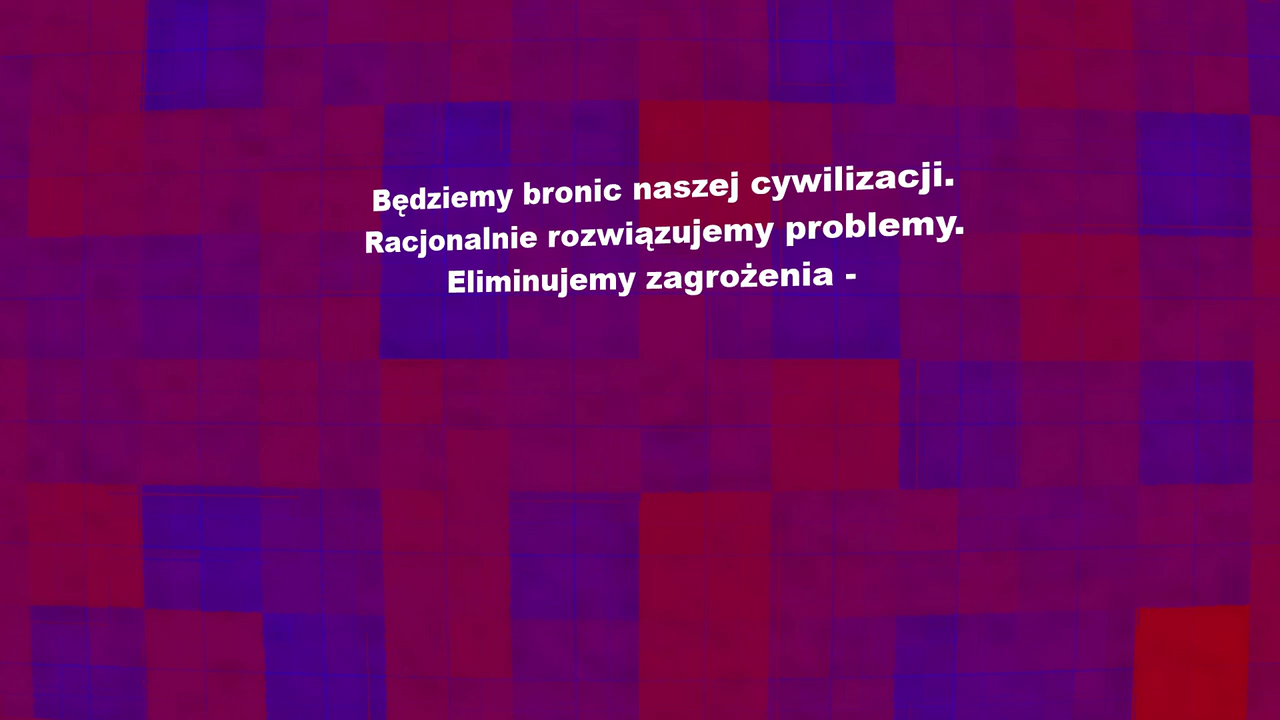 Będziemy bronic naszej cywilizacji.
Racjonalnie rozwiązujemy problemy.
Eliminujemy zagrożenia -